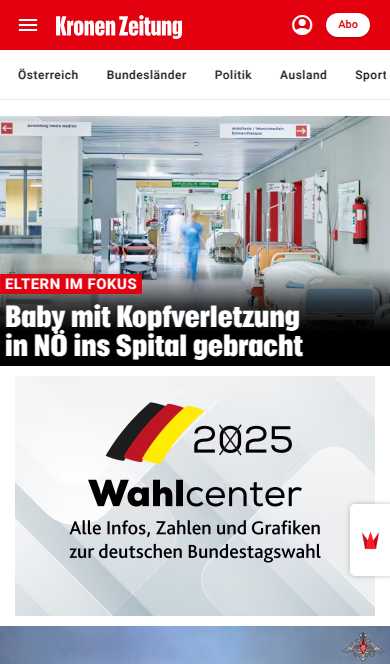 Kronen Zeitung
Abo
Österreich Bundesländer Politik Ausland Sport
ELTERN IM FOKUS
Baby mit Kopfverletzung
in NÖ ins Spital gebracht
2025
Wahlcenter
Alle Infos, Zahlen und Grafiken
zur deutschen Bundestagswahl